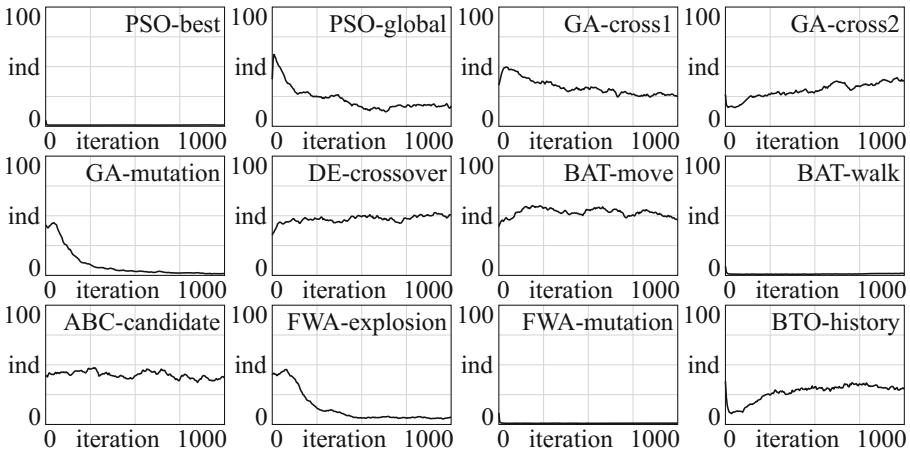 100 PSO-best
ind
0
0 iteration 1000
100 PSO-global
ind
0
0 iteration 1000
100 GA-cross1
ind
0
0 iteration 1000
100 GA-cross2
ind
0
0 iteration 1000
100 GA-mutation
ind
0
0 iteration 1000
100 DE-crossover
ind
0
0 iteration 1000
100 BAT-move
ind
0
0 iteration 1000
100 BAT-walk
ind
0
0 iteration 1000
100 ABC-candidate
ind
0
0 iteration 1000
100 FWA-explosion
ind
0
0 iteration 1000
100 FWA-mutation
ind
0
0 iteration 1000
100 BTO-history
ind
0
0 iteration 1000